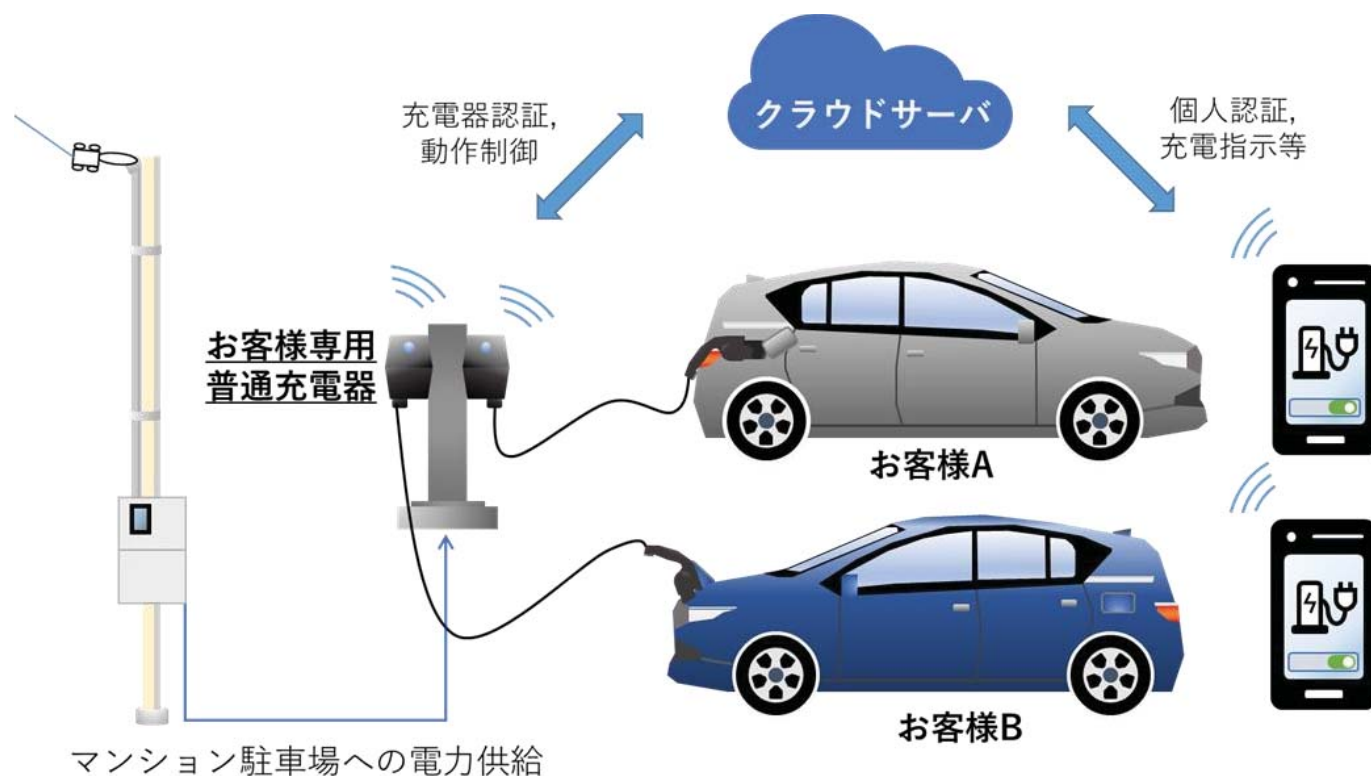 クラウドサーバ
充電器認証,
動作制御
個人認証,
充電指示等
お客様専用
普通充電器
お客様A
お客様B
マンション駐車場への電力供給